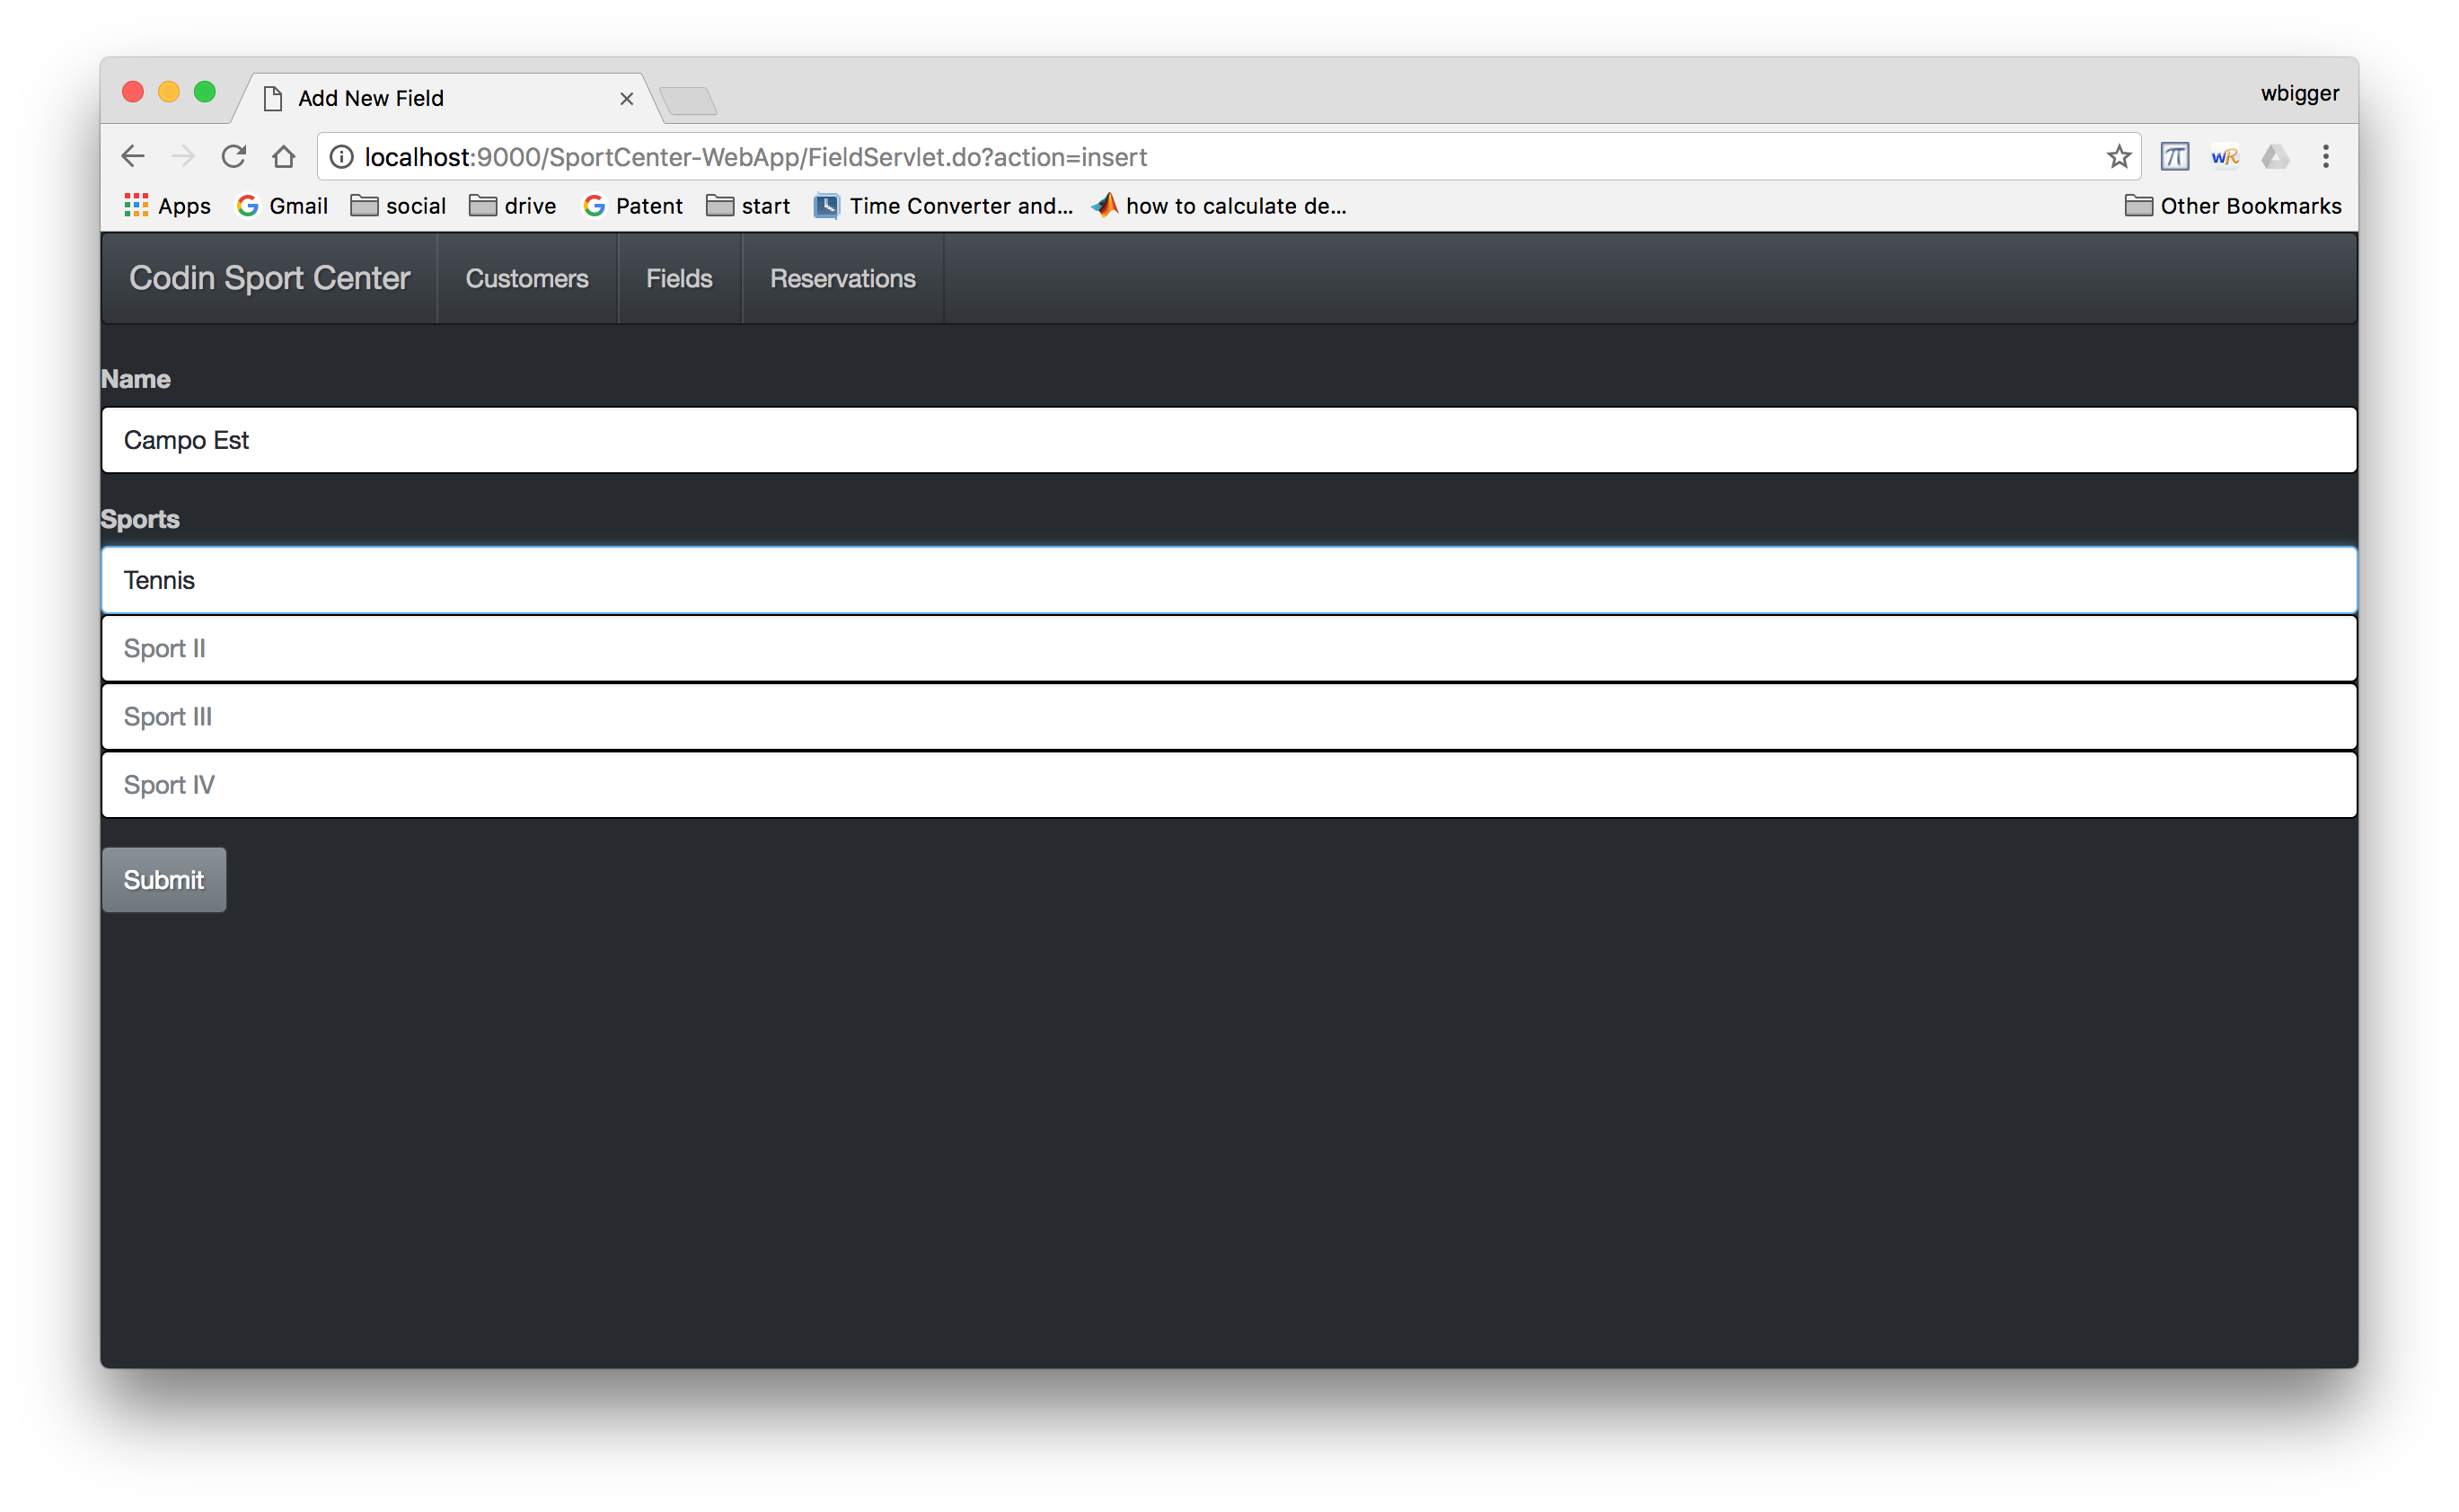 Add New Field
wbigger
localhost:9000/SportCenter-WebApp/FieldServlet.do?action=insert
Apps Gmail social drive Patent start Time Converter and... how to calculate de... Other Bookmarks
Codin Sport Center Customers Fields Reservations
Name
Campo Est
Sports
Tennis
Sport II
Sport III
Sport IV
Submit